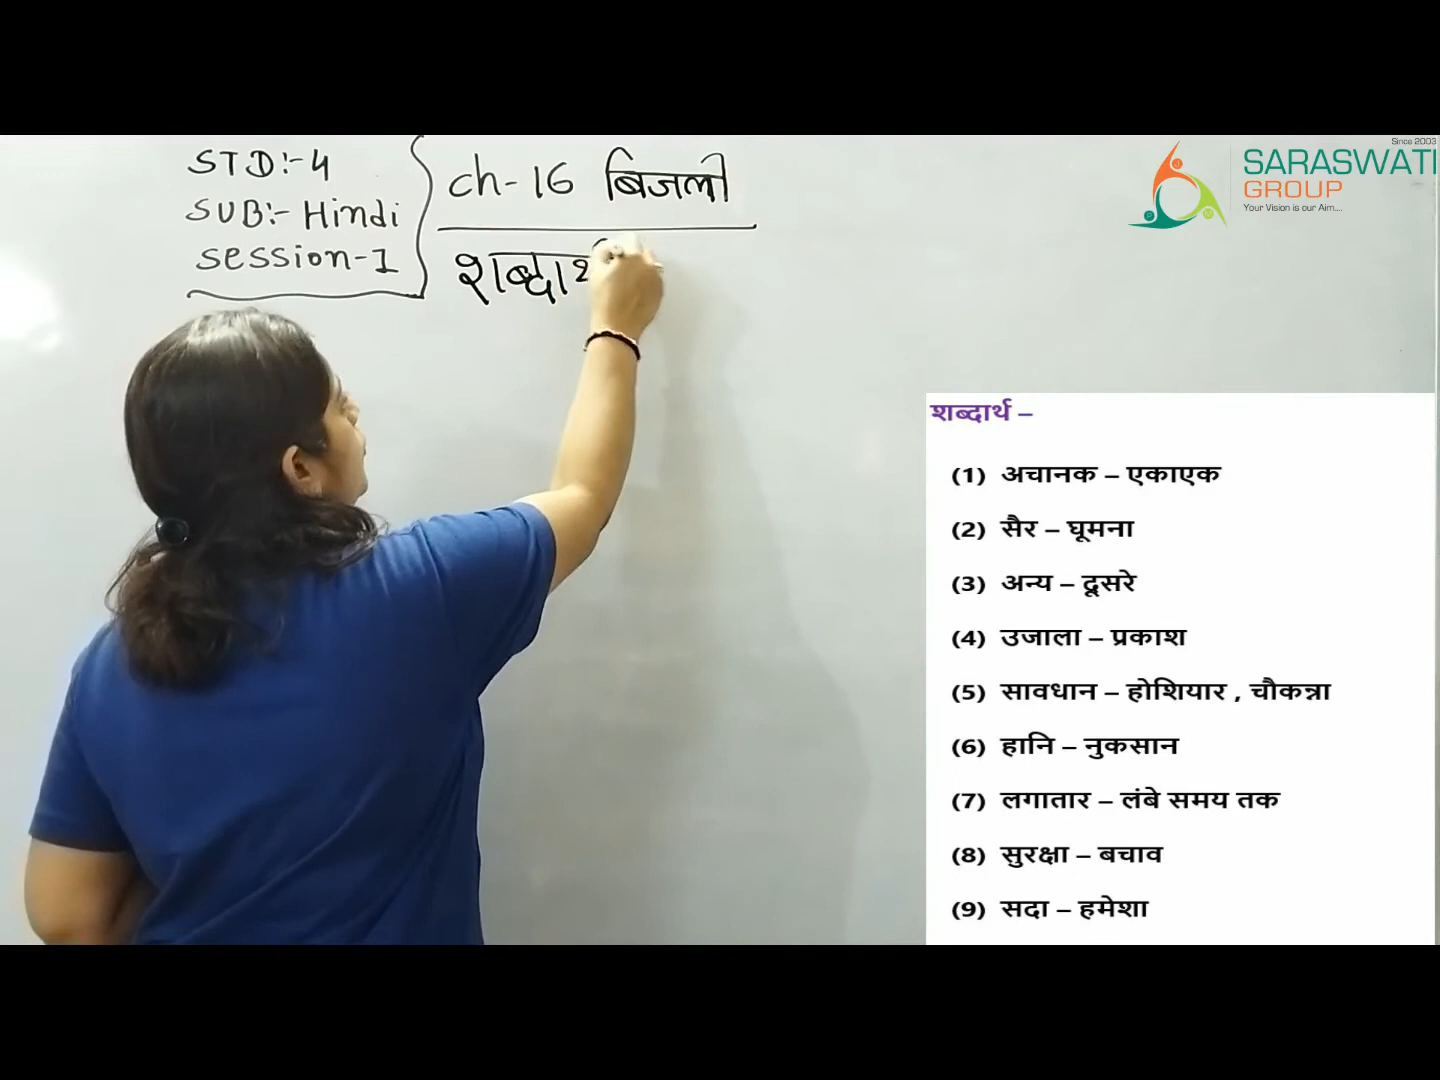 STD:- 4
SUB:- Hindi
Session-1
ch-16 बिजली
Since 2003
SARASWATI
GROUP
Your Vision is our Aim....
शब्दार्थ –
(1) अचानक – एकाएक
(2) सैर – घूमना
(3) अन्य – दूसरे
(4) उजाला – प्रकाश
(5) सावधान – होशियार , चौकन्ना
(6) हानि – नुकसान
(7) लगातार – लंबे समय तक
(8) सुरक्षा – बचाव
(9) सदा – हमेशा